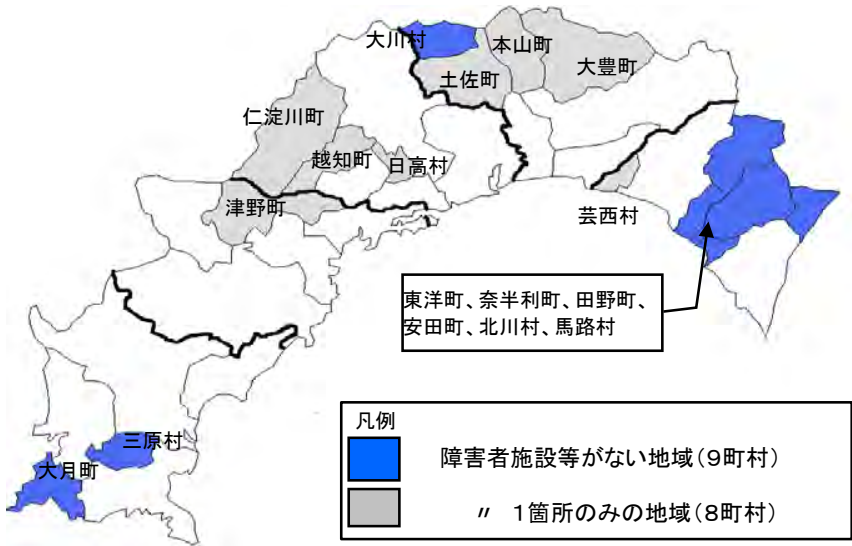 大川村
本山町
大豊町
土佐町
仁淀川町
越知町
日高村
津野町
芸西村
東洋町、奈半利町、田野町、
安田町、北川村、馬路村
三原村
大月町
凡例
障害者施設等がない地域(9町村)
〃 1箇所のみの地域(8町村)